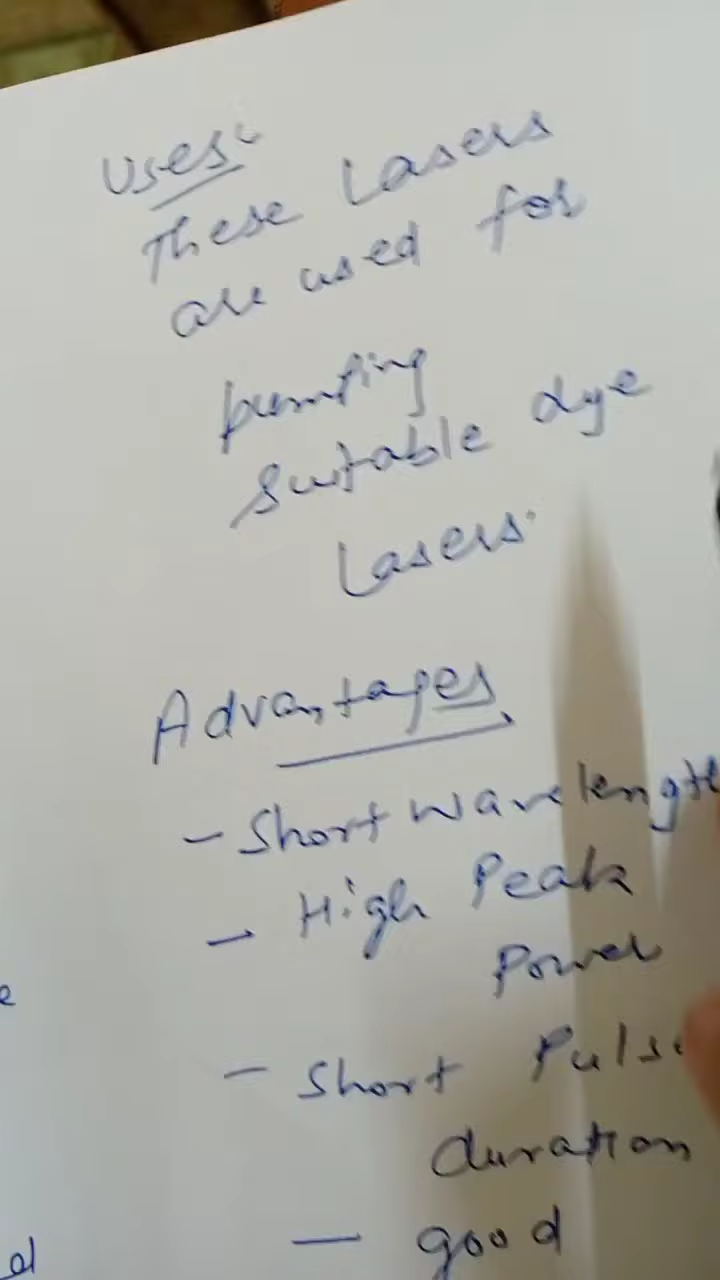 Uses:
These Lasers
are used for
pumping
suitable dye
Lasers.
Advantages
- Short wavelength
- High Peak
Power
- Short Pulse
duration
- good